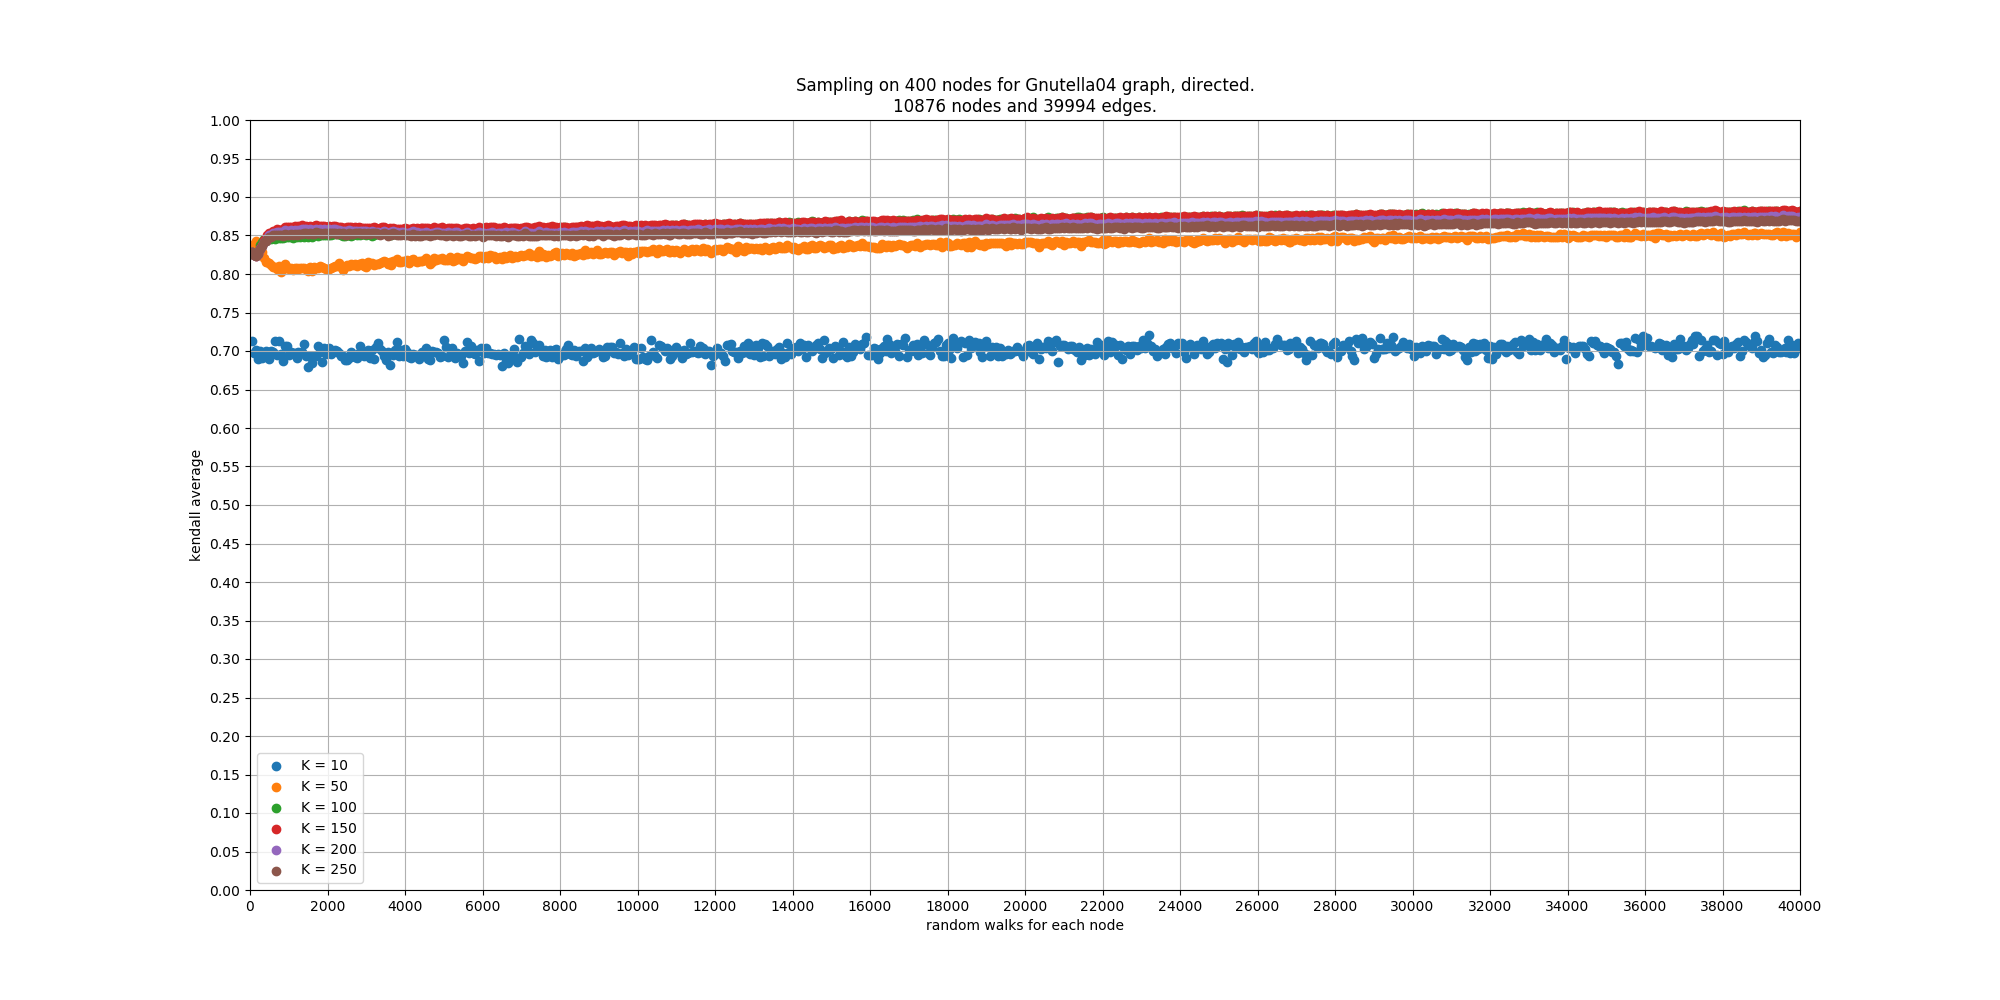 Sampling on 400 nodes for Gnutella04 graph, directed.
10876 nodes and 39994 edges.
1.00
0.95
0.90
0.85
0.80
0.75
0.70
0.65
0.60
0.55
0.50
0.45
0.40
0.35
0.30
0.25
0.20
0.15
0.10
0.05
0.00
kendall average
K = 10
K = 50
K = 100
K = 150
K = 200
K = 250
0 2000 4000 6000 8000 10000 12000 14000 16000 18000 20000 22000 24000 26000 28000 30000 32000 34000 36000 38000 40000
random walks for each node